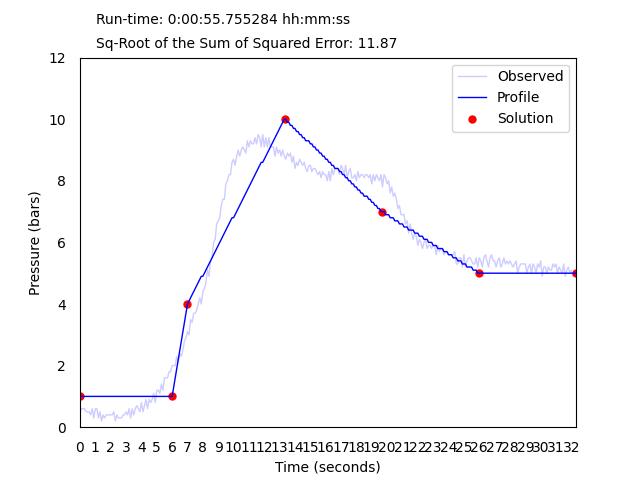 Run-time: 0:00:55.755284 hh:mm:ss
Sq-Root of the Sum of Squared Error: 11.87
12
10
8
6
4
2
0
Pressure (bars)
Observed
Profile
Solution
0 1 2 3 4 5 6 7 8 9 10 11 12 13 14 15 16 17 18 19 20 21 22 23 24 25 26 27 28 29 30 31 32
Time (seconds)